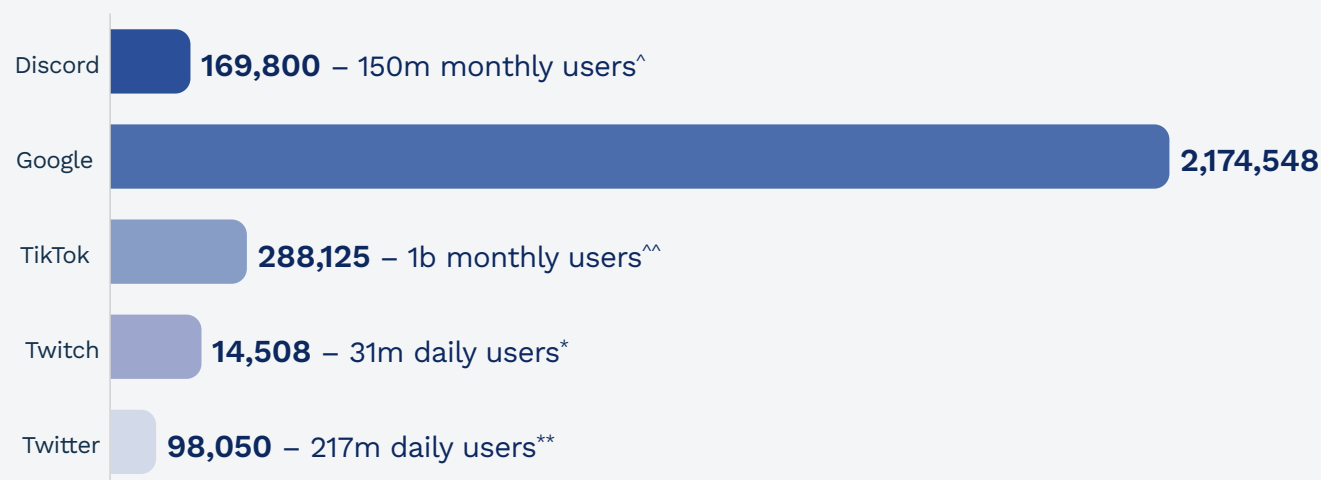 Discord 169,800 – 150m monthly users^
Google 2,174,548
TikTok 288,125 – 1b monthly users^^
Twitch 14,508 – 31m daily users*
Twitter 98,050 – 217m daily users**